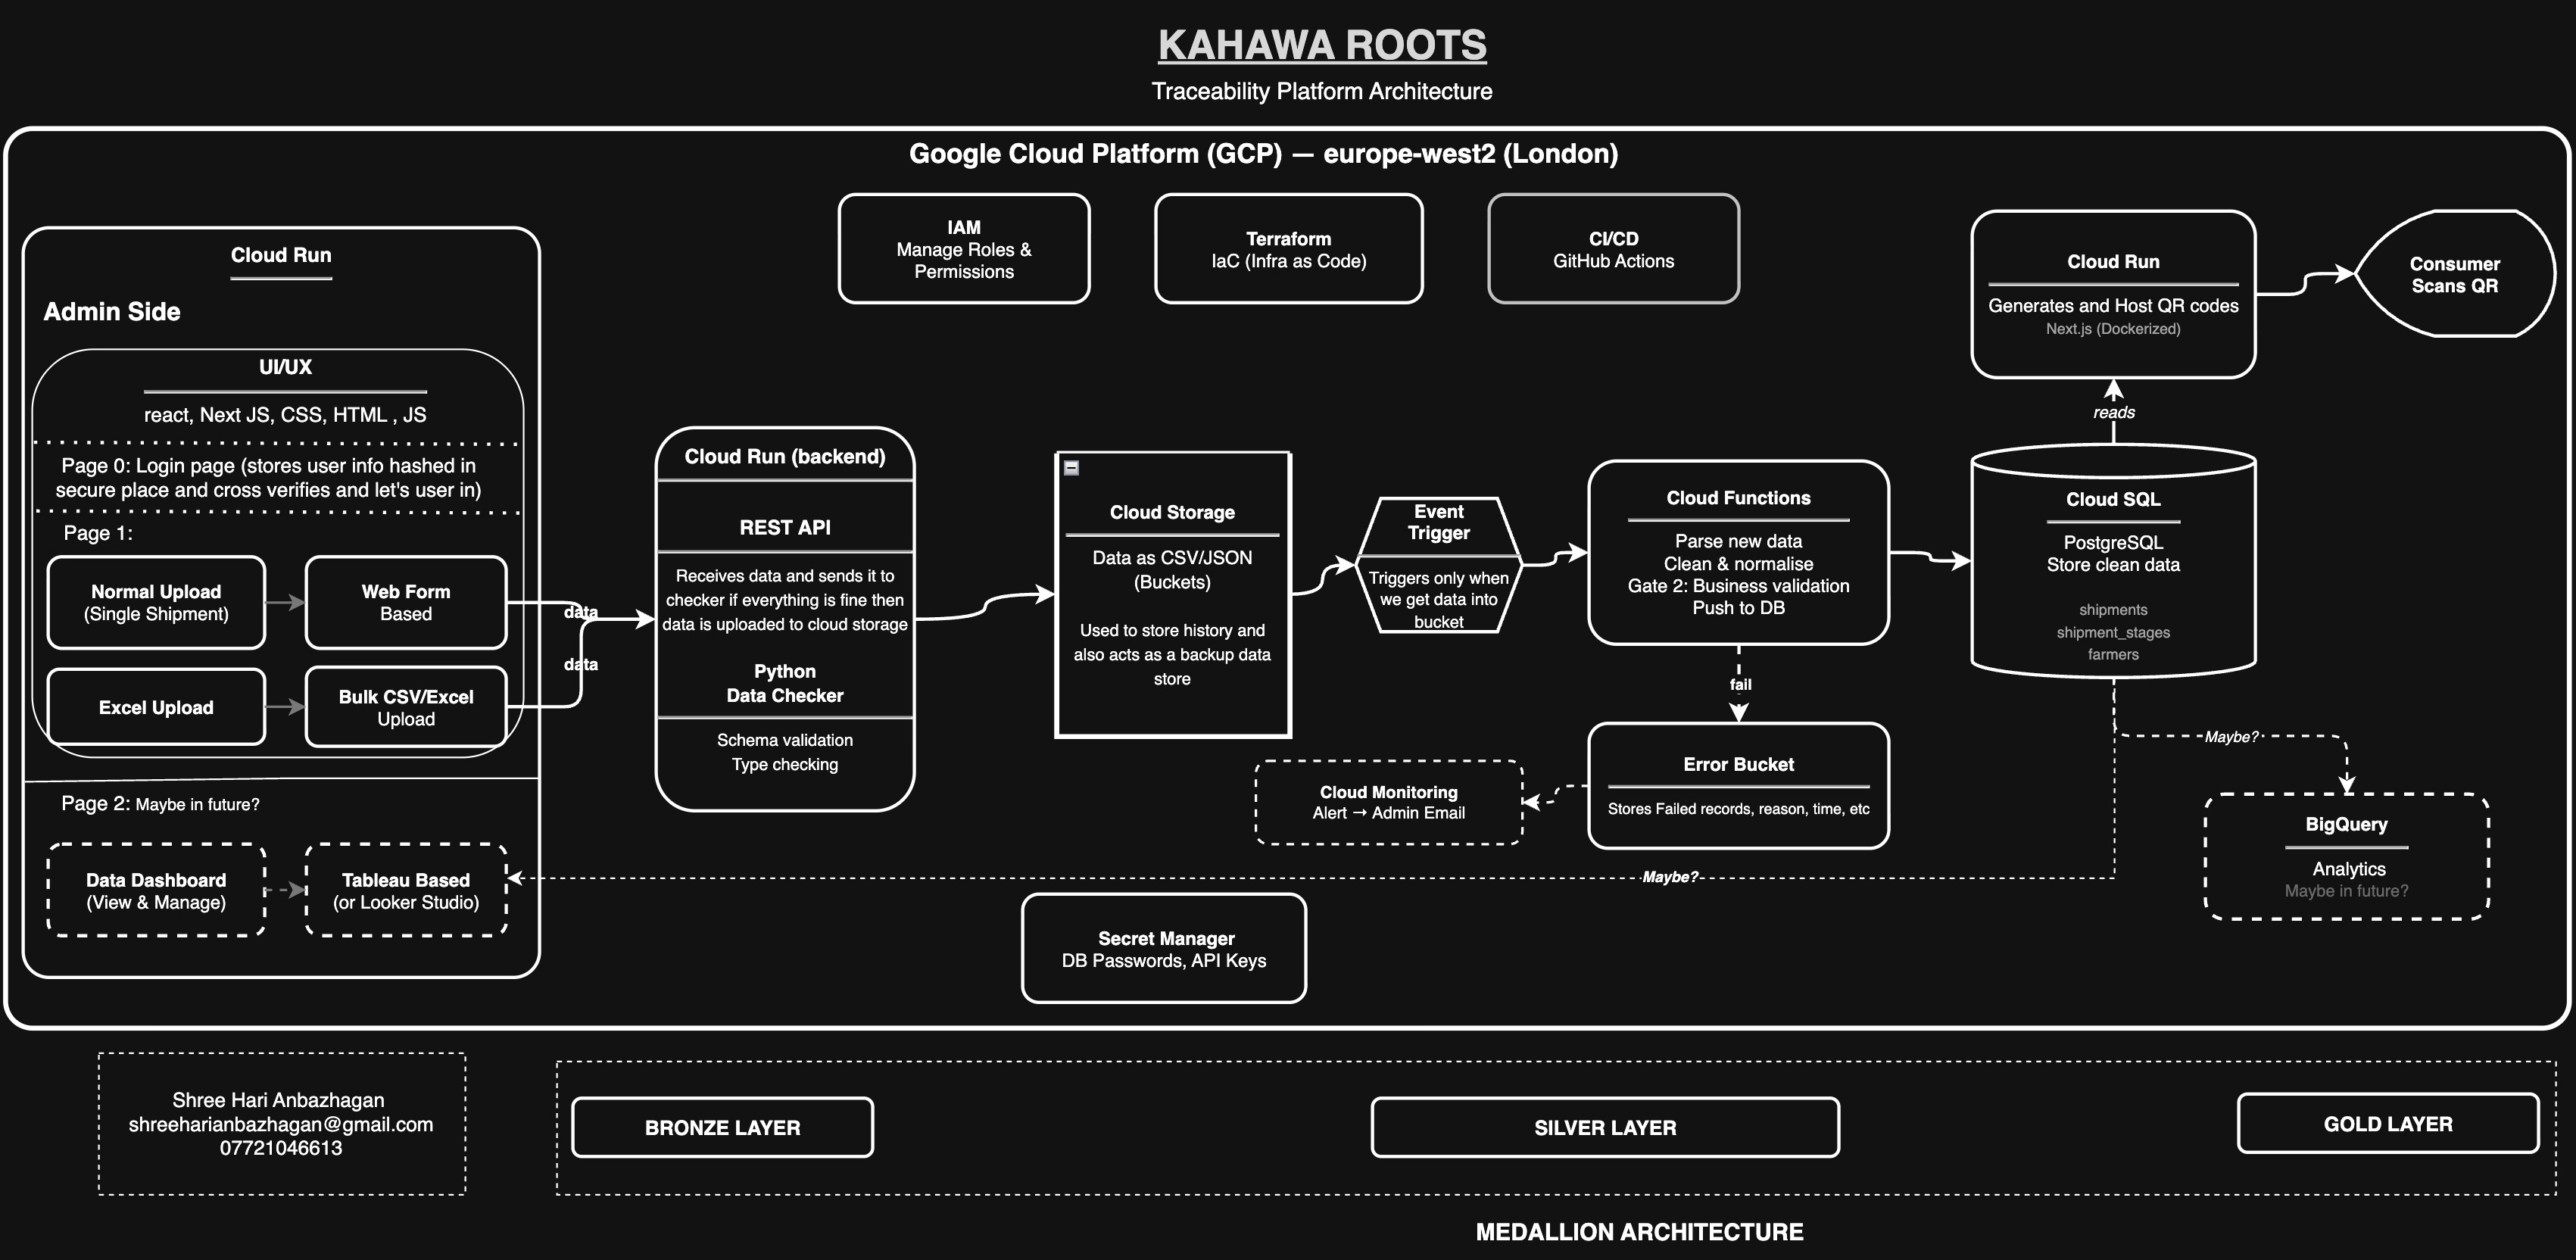 KAHAWA ROOTS
Traceability Platform Architecture
Google Cloud Platform (GCP) — europe-west2 (London)
IAM
Manage Roles &
Permissions
Terraform
IaC (Infra as Code)
CI/CD
GitHub Actions
Cloud Run
Admin Side
UI/UX
react, Next JS, CSS, HTML , JS
Page 0: Login page (stores user info hashed in
secure place and cross verifies and let's user in)
Page 1:
Normal Upload
(Single Shipment)
Web Form
Based
data
Excel Upload
Bulk CSV/Excel
Upload
data
Page 2: Maybe in future?
Data Dashboard
(View & Manage)
Tableau Based
(or Looker Studio)
Cloud Run (backend)
REST API
Receives data and sends it to
checker if everything is fine then
data is uploaded to cloud storage
Python
Data Checker
Schema validation
Type checking
Cloud Storage
Data as CSV/JSON
(Buckets)
Used to store history and
also acts as a backup data
store
Event
Trigger
Triggers only when
we get data into
bucket
Cloud Functions
Parse new data
Clean & normalise
Gate 2: Business validation
Push to DB
fail
Error Bucket
Stores Failed records, reason, time, etc
Cloud Monitoring
Alert → Admin Email
Cloud SQL
PostgreSQL
Store clean data
shipments
shipment_stages
farmers
reads
Cloud Run
Generates and Host QR codes
Next.js (Dockerized)
Consumer
Scans QR
Maybe?
BigQuery
Analytics
Maybe in future?
Maybe?
Secret Manager
DB Passwords, API Keys
Shree Hari Anbazhagan
shreeharianbazhagan@gmail.com
07721046613
BRONZE LAYER
SILVER LAYER
GOLD LAYER
MEDALLION ARCHITECTURE